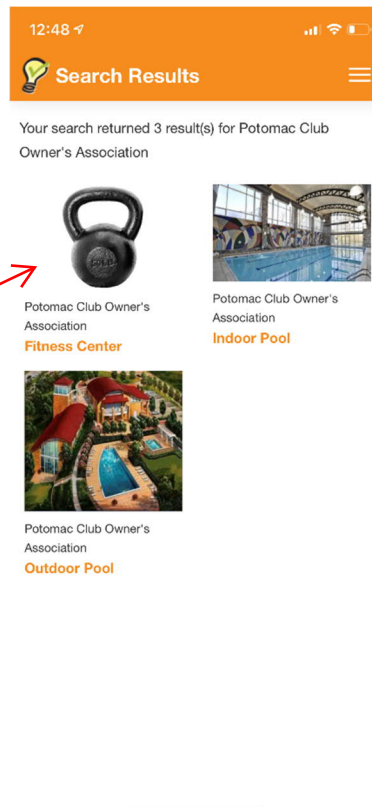 12:48
Search Results
Your search returned 3 result(s) for Potomac Club
Owner's Association
Potomac Club Owner's
Association
Fitness Center
Potomac Club Owner's
Association
Indoor Pool
Potomac Club Owner's
Association
Outdoor Pool